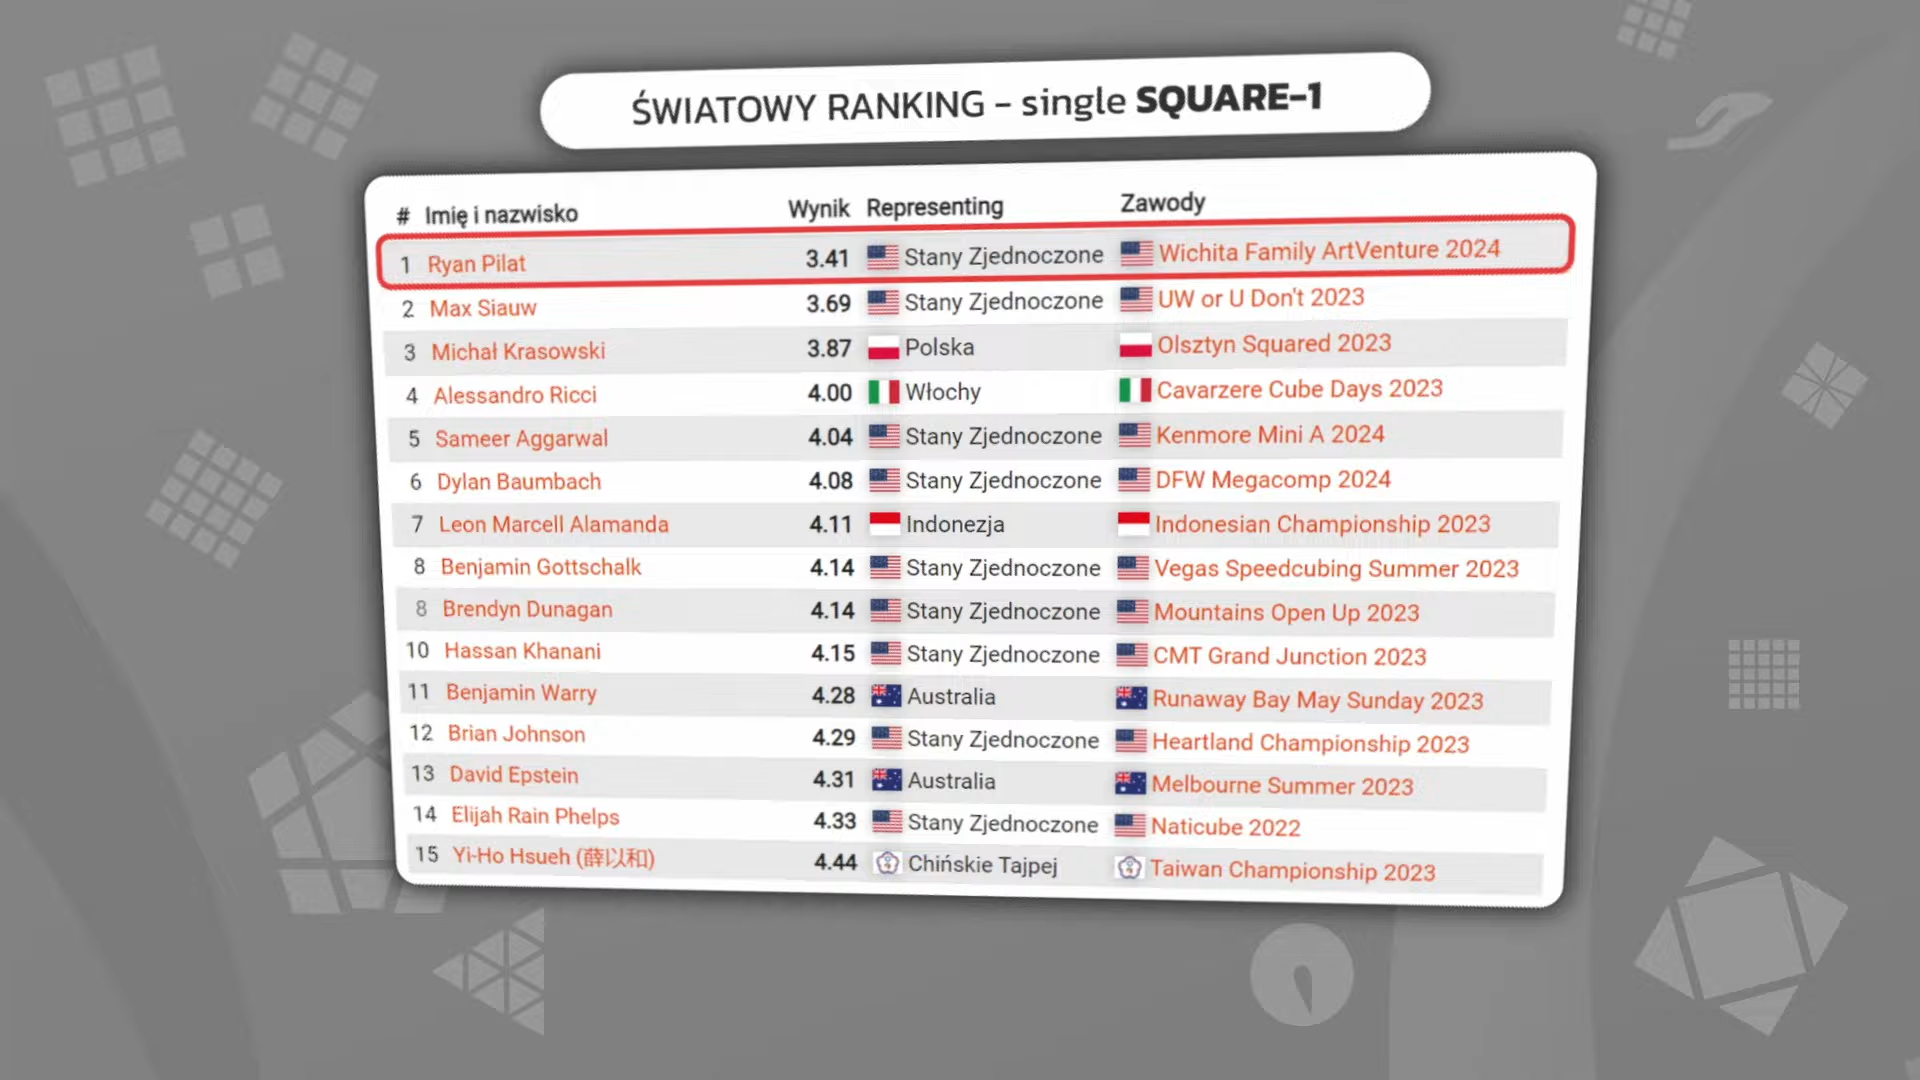 ŚWIATOWY RANKING - single SQUARE-1
# Imię i nazwisko Wynik Representing Zawody
1 Ryan Pilat 3.41 Stany Zjednoczone Wichita Family ArtVenture 2024
2 Max Siauw 3.69 Stany Zjednoczone UW or U Don't 2023
3 Michał Krasowski 3.87 Polska Olsztyn Squared 2023
4 Alessandro Ricci 4.00 Włochy Cavarzere Cube Days 2023
5 Sameer Aggarwal 4.04 Stany Zjednoczone Kenmore Mini A 2024
6 Dylan Baumbach 4.08 Stany Zjednoczone DFW Megacomp 2024
7 Leon Marcell Alamanda 4.11 Indonezja Indonesian Championship 2023
8 Benjamin Gottschalk 4.14 Stany Zjednoczone Vegas Speedcubing Summer 2023
8 Brendyn Dunagan 4.14 Stany Zjednoczone Mountains Open Up 2023
10 Hassan Khanani 4.15 Stany Zjednoczone CMT Grand Junction 2023
11 Benjamin Warry 4.28 Australia Runaway Bay May Sunday 2023
12 Brian Johnson 4.29 Stany Zjednoczone Heartland Championship 2023
13 David Epstein 4.31 Australia Melbourne Summer 2023
14 Elijah Rain Phelps 4.33 Stany Zjednoczone Naticube 2022
15 Yi-Ho Hsueh (薛以和) 4.44 Chińskie Tajpej Taiwan Championship 2023